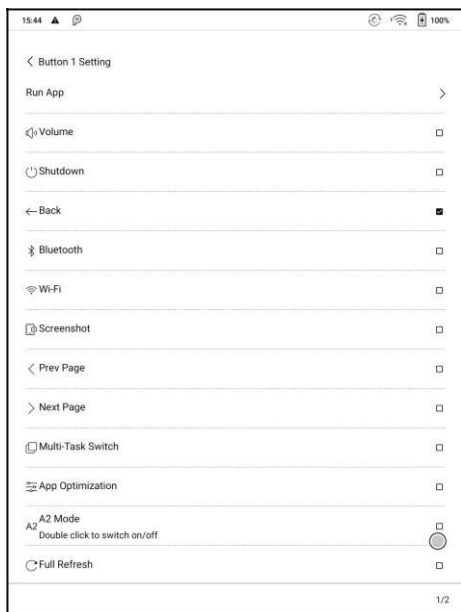 15:44 100%
Button 1 Setting
Run App
Volume
Shutdown
Back
Bluetooth
Wi-Fi
Screenshot
Prev Page
Next Page
Multi-Task Switch
App Optimization
A2 A2 Mode
Double click to switch on/off
Full Refresh
1/2